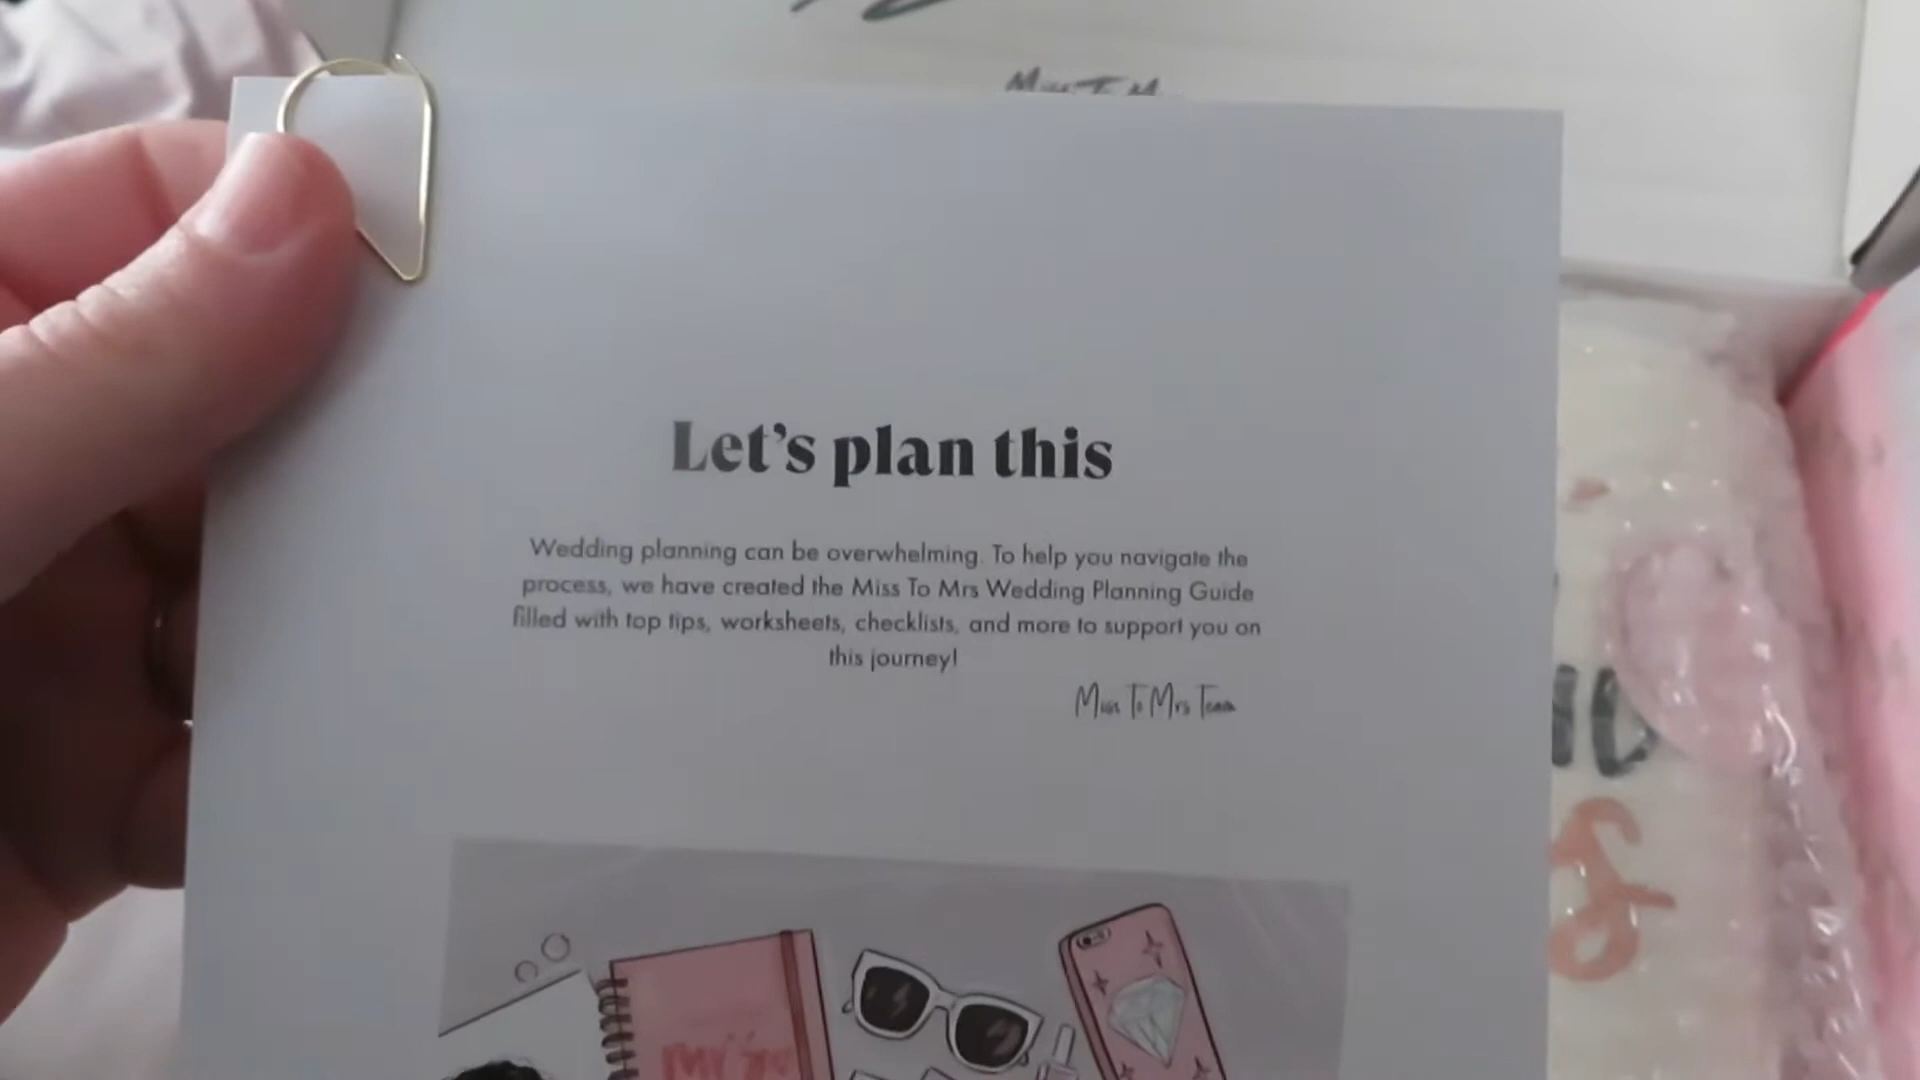 Let's plan this
Wedding planning can be overwhelming. To help you navigate the
process, we have created the Miss To Mrs Wedding Planning Guide
filled with top tips, worksheets, checklists, and more to support you on
this journey!
Miss To Mrs Team